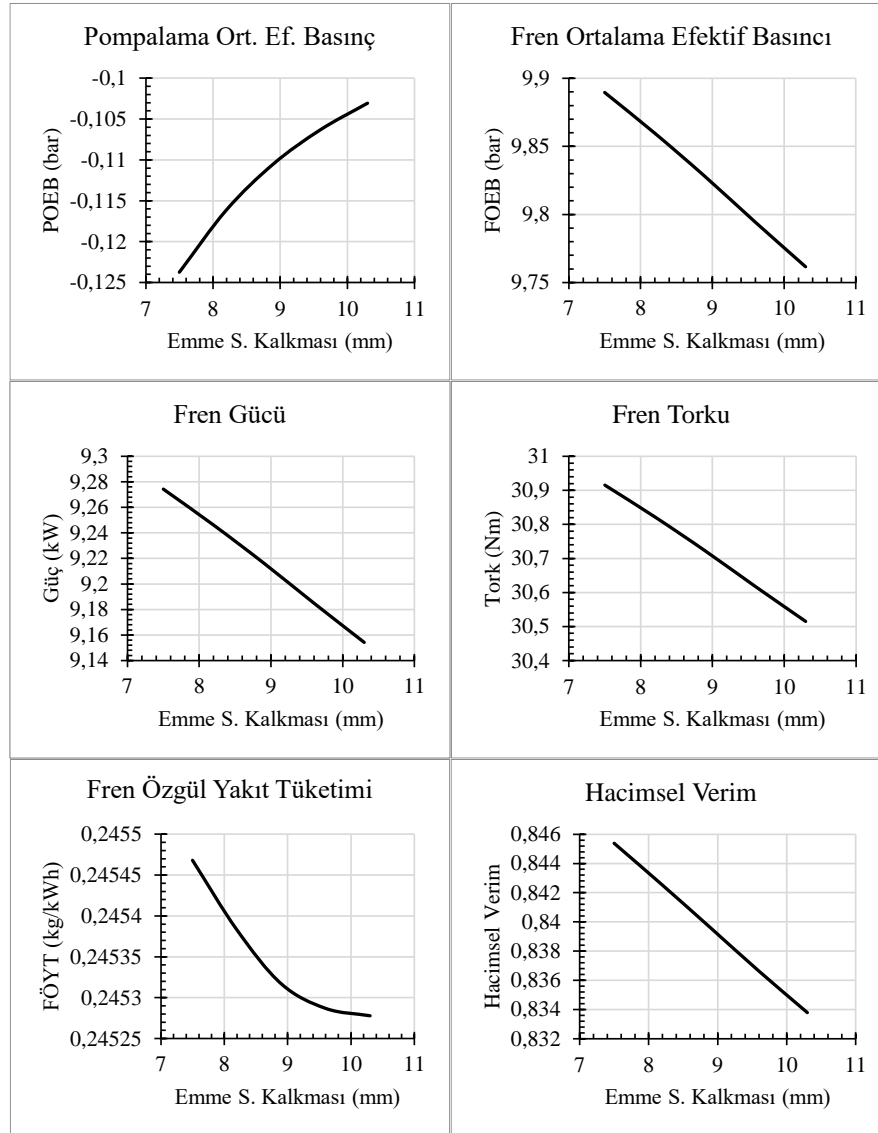 Pompalama Ort. Ef. Basınç
-0,1
-0,105
-0,11
-0,115
-0,12
-0,125
POEB (bar)
7 8 9 10 11
Emme S. Kalkması (mm)
Fren Ortalama Efektif Basıncı
9,9
9,85
9,8
9,75
FOEB (bar)
7 8 9 10 11
Emme S. Kalkması (mm)
Fren Gücü
9,3
9,28
9,26
9,24
9,22
9,2
9,18
9,16
9,14
Güç (kW)
7 8 9 10 11
Emme S. Kalkması (mm)
Fren Torku
31
30,9
30,8
30,7
30,6
30,5
30,4
Tork (Nm)
7 8 9 10 11
Emme S. Kalkması (mm)
Fren Özgül Yakıt Tüketimi
0,2455
0,24545
0,2454
0,24535
0,2453
0,24525
FÖYT (kg/kWh)
7 8 9 10 11
Emme S. Kalkması (mm)
Hacimsel Verim
0,846
0,844
0,842
0,84
0,838
0,836
0,834
0,832
Hacimsel Verim
7 8 9 10 11
Emme S. Kalkması (mm)